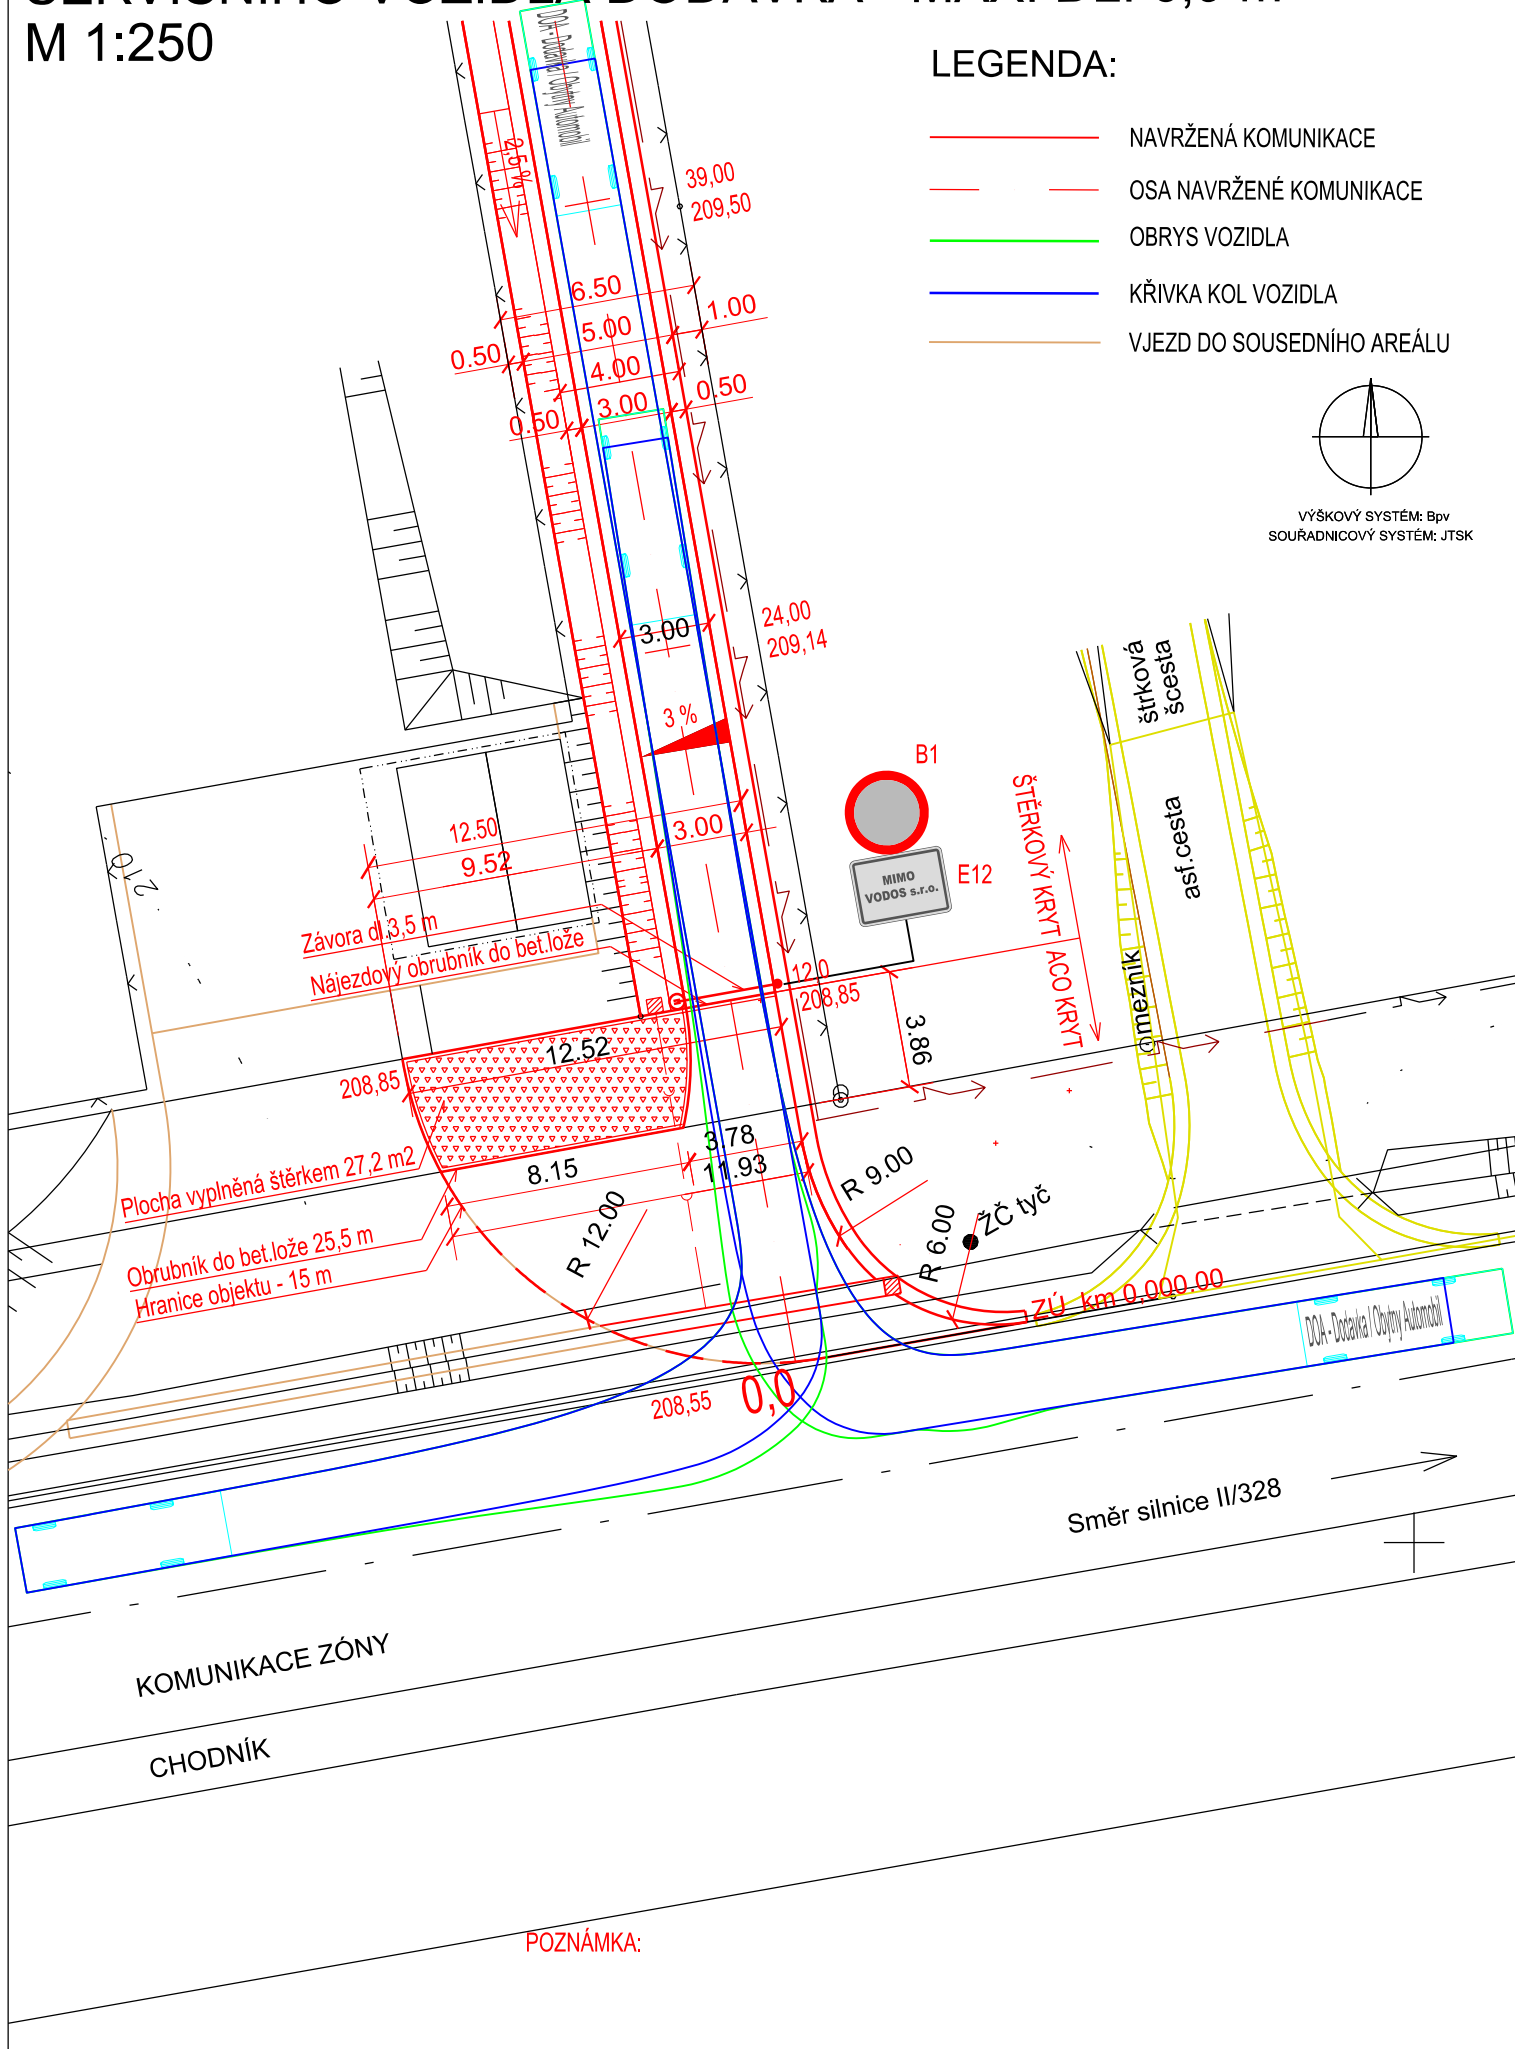 M 1:250
LEGENDA:
NAVRŽENÁ KOMUNIKACE
OSA NAVRŽENÉ KOMUNIKACE
OBRYS VOZIDLA
KŘIVKA KOL VOZIDLA
VJEZD DO SOUSEDNÍHO AREÁLU
VÝŠKOVÝ SYSTÉM: Bpv
SOUŘADNICOVÝ SYSTÉM: JTSK
2,5 %
39,00
209,50
6.50
1.00
5.00
0.50
4.00
0.50
3.00
0.50
24,00
209,14
3.00
3 %
B1
MIMO
VODOS s.r.o.
E12
štrková
šcesta
asf.cesta
mezník
ŠTĚRKOVÝ KRYT
ACO KRYT
12.50
3.00
9.52
210
Závora dl.3,5 m
Nájezdový obrubník do bet.lože
12,0
208,85
3.86
12.52
208,85
3.78
8.15
11.93
Plocha vyplněná štěrkem 27,2 m2
Obrubník do bet.lože 25,5 m
Hranice objektu - 15 m
R 12.00
R 9.00
R 6.00
ŽČ tyč
ZÚ km 0,000.00
DOA - Dodavka / Obytny Automobil
208,55
0,0
Směr silnice II/328
KOMUNIKACE ZÓNY
CHODNÍK
POZNÁMKA: